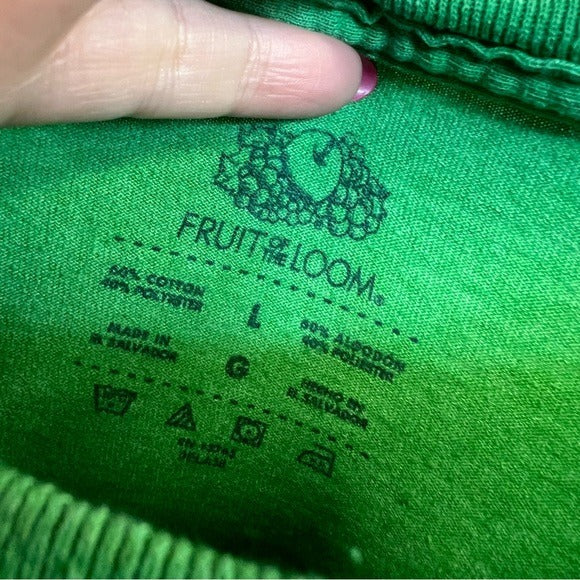 FRUIT OF THE LOOM®
60% COTTON
40% POLYESTER
L
60% ALGODÓN
40% POLIESTER
MADE IN
EL SALVADOR
G
HECHO EN
EL SALVADOR